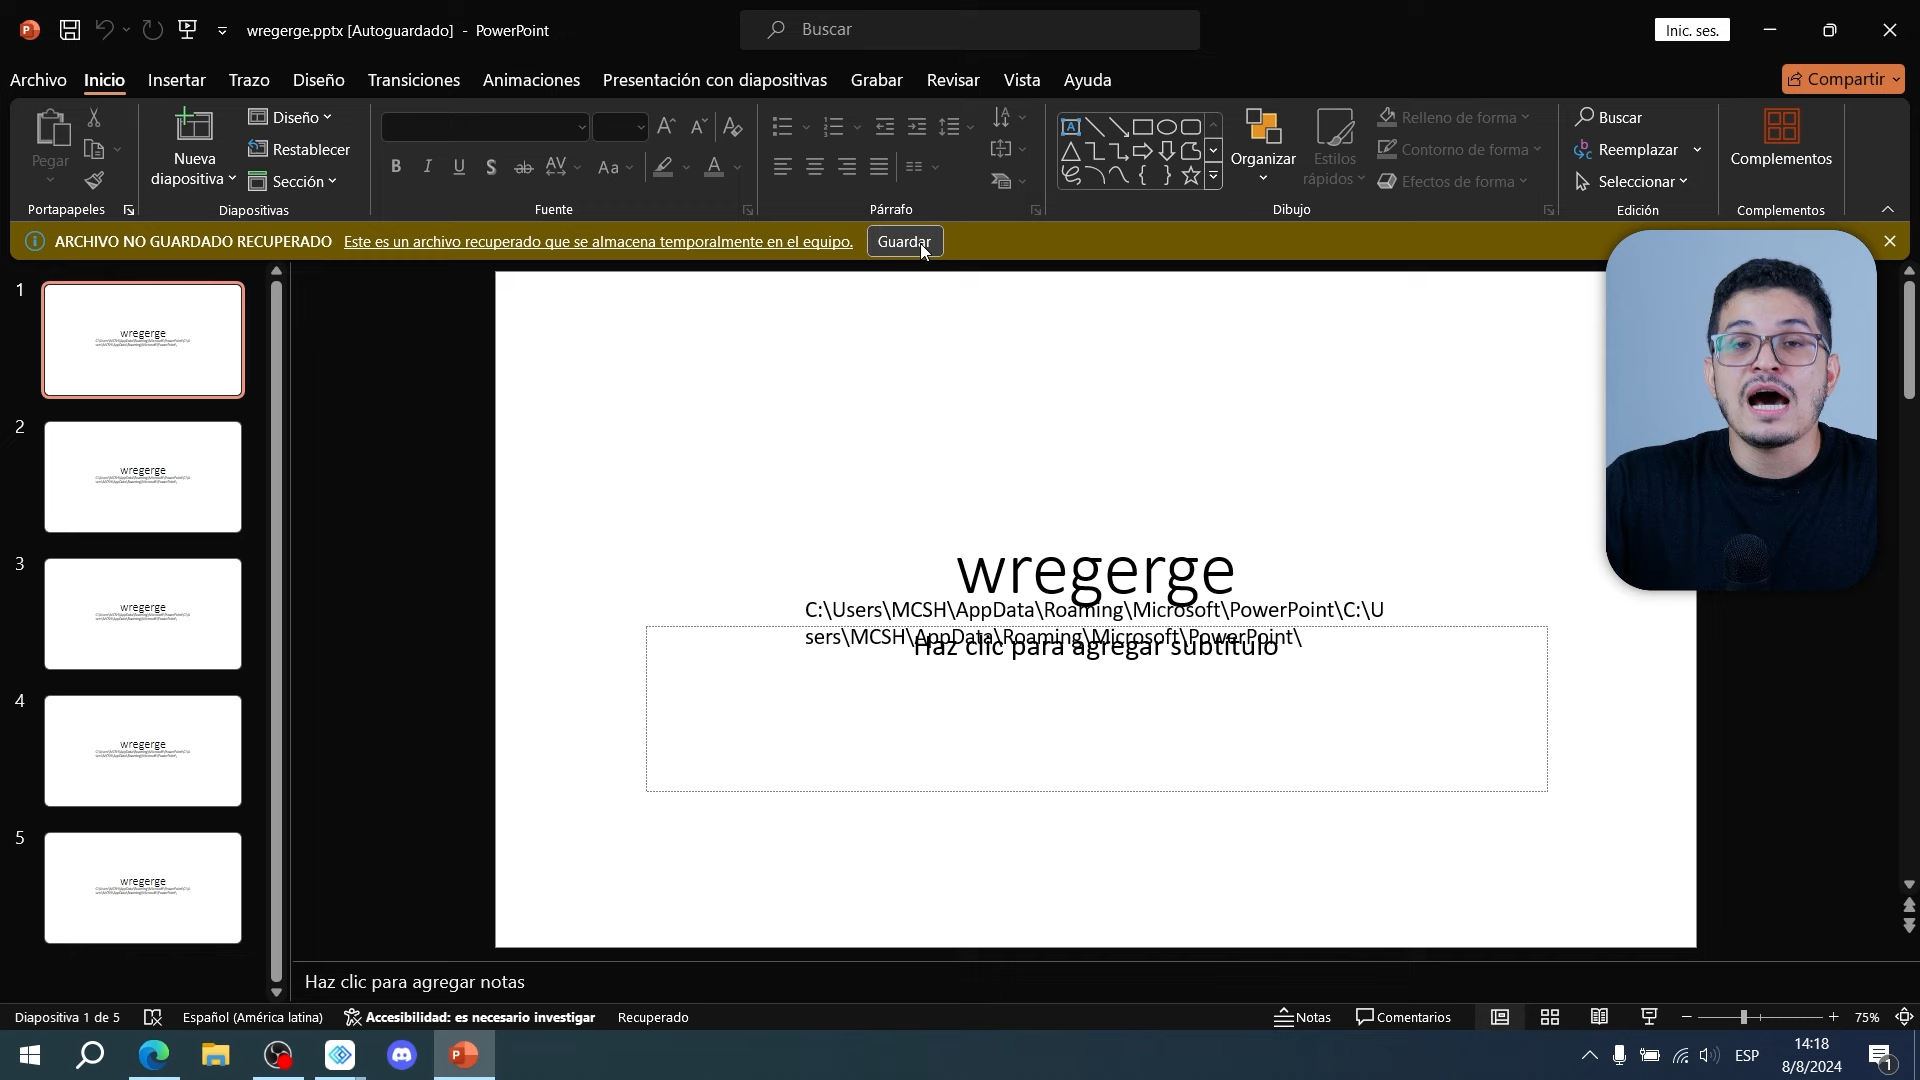 wregerge.pptx [Autoguardado] - PowerPoint
Buscar
Inic. ses.
Archivo Inicio Insertar Trazo Diseño Transiciones Animaciones Presentación con diapositivas Grabar Revisar Vista Ayuda
Compartir
Pegar
Nueva diapositiva
Diseño
Restablecer
Sección
Organizar
Estilos rápidos
Relleno de forma
Contorno de forma
Efectos de forma
Buscar
Reemplazar
Seleccionar
Complementos
Portapapeles Diapositivas Fuente Párrafo Dibujo Edición Complementos
ARCHIVO NO GUARDADO RECUPERADO Este es un archivo recuperado que se almacena temporalmente en el equipo. Guardar
1
wregerge
2
wregerge
3
wregerge
4
wregerge
5
wregerge
wregerge
C:\Users\MCSH\AppData\Roaming\Microsoft\PowerPoint\C:\U
sers\MCSH\AppData\Roaming\Microsoft\PowerPoint\
Haz clic para agregar subtítulo
Haz clic para agregar notas
Diapositiva 1 de 5 Español (América latina) Accesibilidad: es necesario investigar Recuperado Notas Comentarios 75%
ESP
14:18
8/8/2024
1